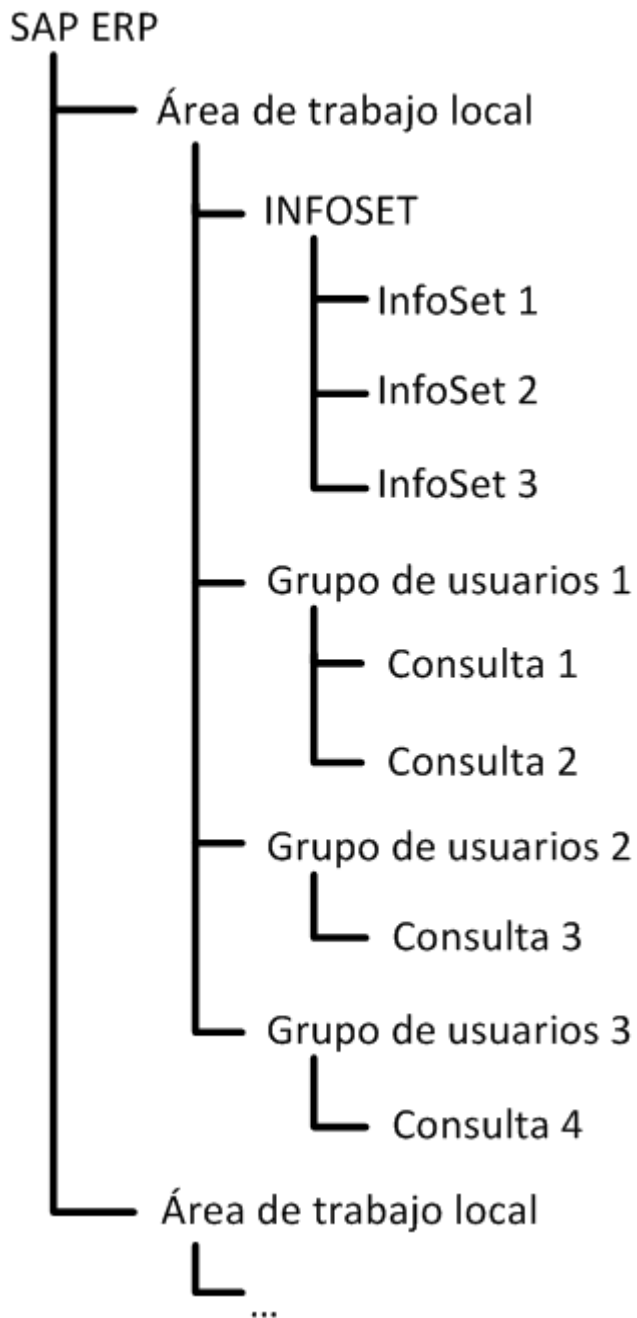 SAP ERP
Área de trabajo local
INFOSET
InfoSet 1
InfoSet 2
InfoSet 3
Grupo de usuarios 1
Consulta 1
Consulta 2
Grupo de usuarios 2
Consulta 3
Grupo de usuarios 3
Consulta 4
Área de trabajo local
...